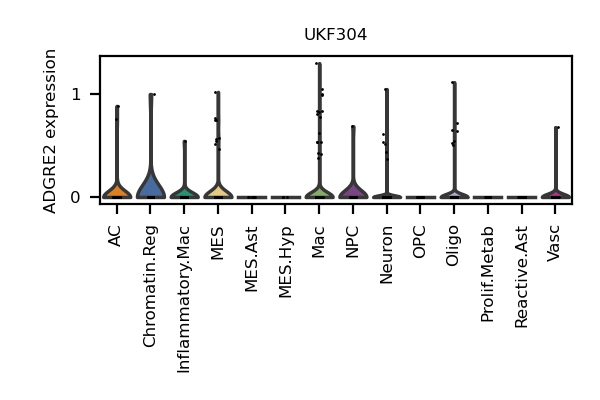 UKF304
ADGRE2 expression
1
0
AC
Chromatin.Reg
Inflammatory.Mac
MES
MES.Ast
MES.Hyp
Mac
NPC
Neuron
OPC
Oligo
Prolif.Metab
Reactive.Ast
Vasc